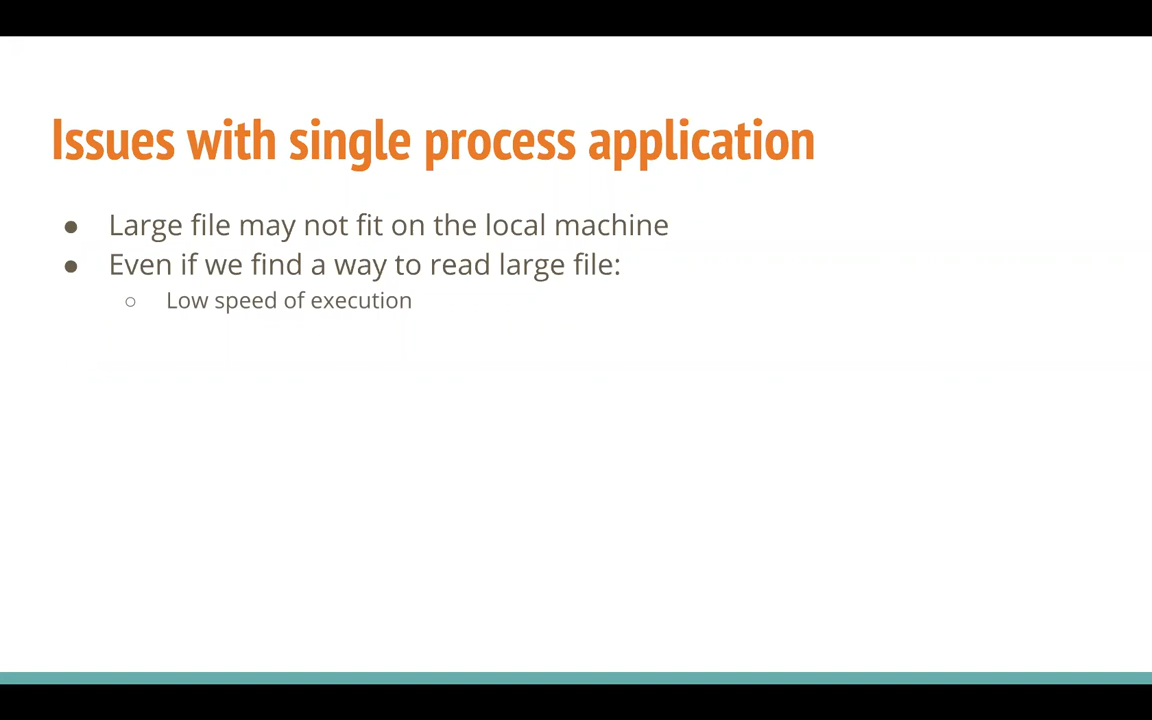 Issues with single process application
● Large file may not fit on the local machine
● Even if we find a way to read large file:
○ Low speed of execution